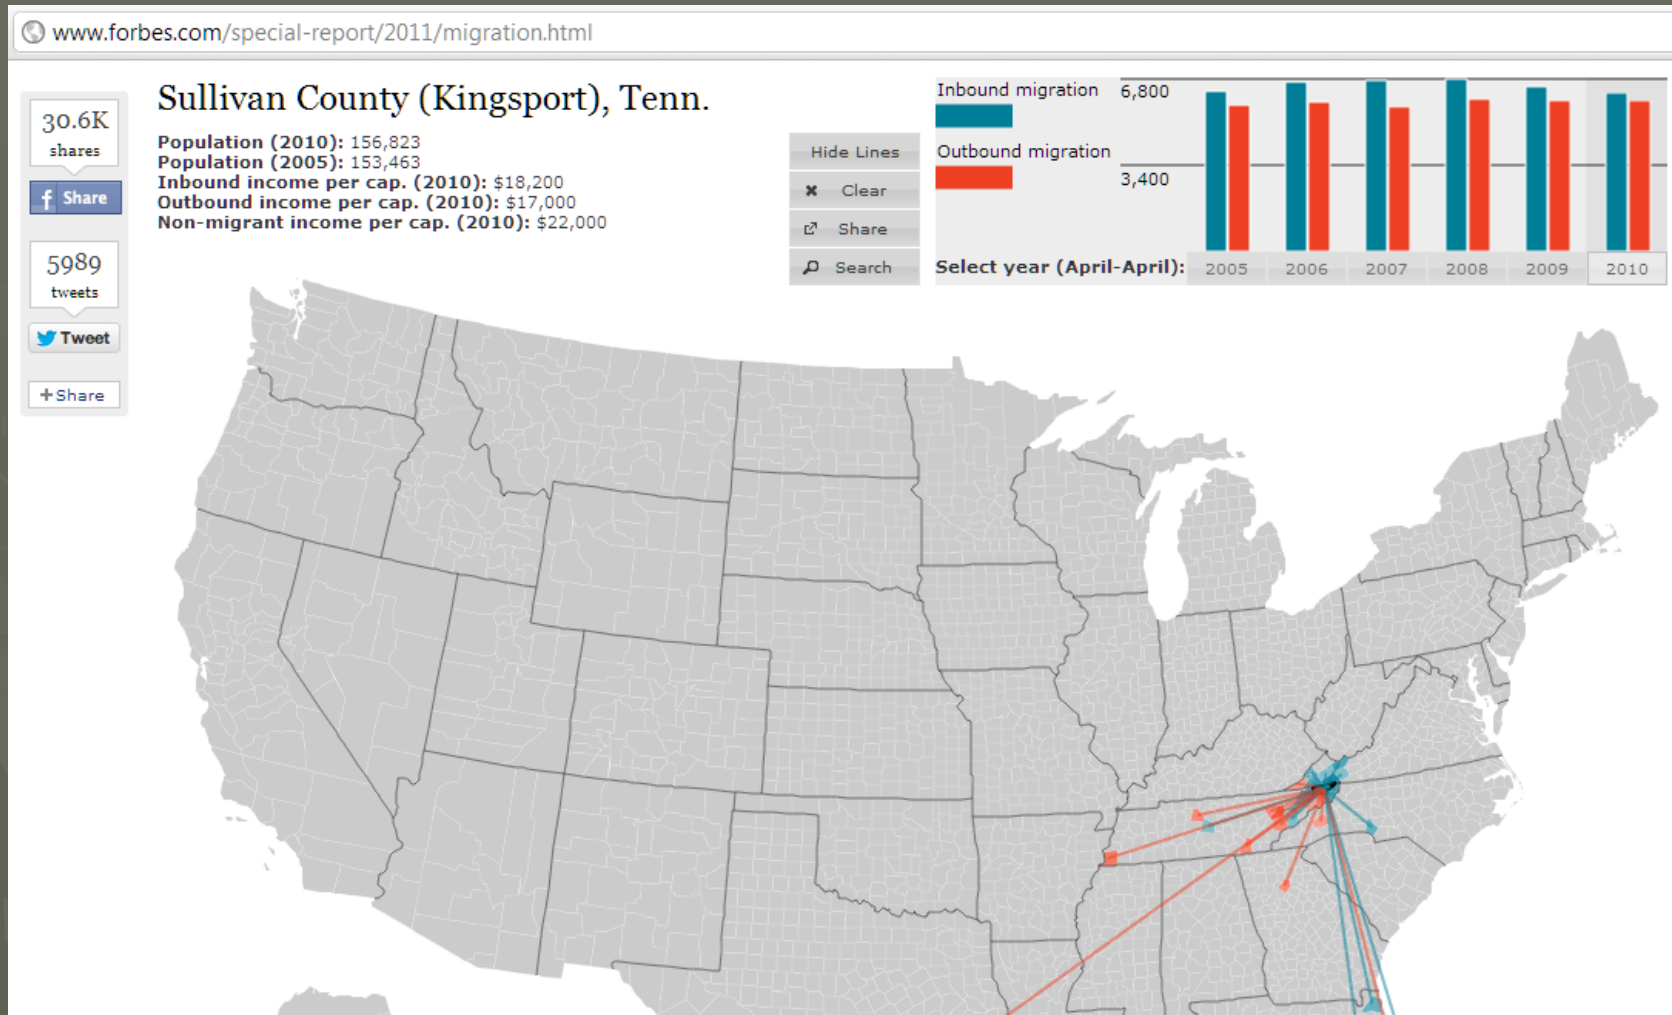 www.forbes.com/special-report/2011/migration.html
30.6K
shares
f Share
5989
tweets
Tweet
+Share
Sullivan County (Kingsport), Tenn.
Population (2010): 156,823
Population (2005): 153,463
Inbound income per cap. (2010): $18,200
Outbound income per cap. (2010): $17,000
Non-migrant income per cap. (2010): $22,000
Hide Lines
Clear
Share
Search
Inbound migration
Outbound migration
6,800
3,400
Select year (April-April): 2005 2006 2007 2008 2009 2010